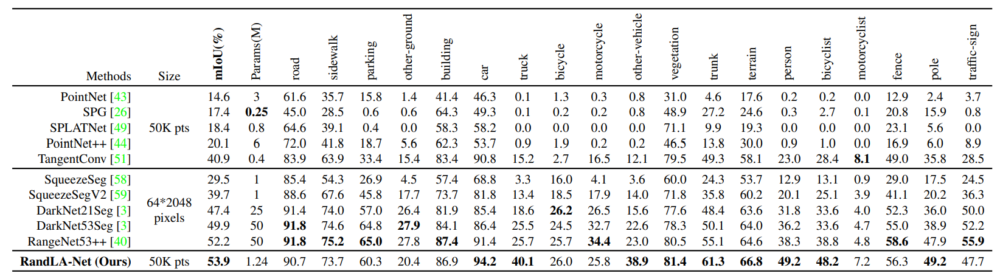 Methods Size mIoU(%) Params(M) road sidewalk parking other-ground building car truck bicycle motorcycle other-vehicle vegetation trunk terrain person bicyclist motorcyclist fence pole traffic-sign
PointNet [43] 14.6 3 61.6 35.7 15.8 1.4 41.4 46.3 0.1 1.3 0.3 0.8 31.0 4.6 17.6 0.2 0.2 0.0 12.9 2.4 3.7
SPG [26] 17.4 0.25 45.0 28.5 0.6 0.6 64.3 49.3 0.1 0.2 0.2 0.8 48.9 27.2 24.6 0.3 2.7 0.1 20.8 15.9 0.8
SPLATNet [49] 50K pts 18.4 0.8 64.6 39.1 0.4 0.0 58.3 58.2 0.0 0.0 0.0 0.0 71.1 9.9 19.3 0.0 0.0 0.0 23.1 5.6 0.0
PointNet++ [44] 20.1 6 72.0 41.8 18.7 5.6 62.3 53.7 0.9 1.9 0.2 0.2 46.5 13.8 30.0 0.9 1.0 0.0 16.9 6.0 8.9
TangentConv [51] 40.9 0.4 83.9 63.9 33.4 15.4 83.4 90.8 15.2 2.7 16.5 12.1 79.5 49.3 58.1 23.0 28.4 8.1 49.0 35.8 28.5
SqueezeSeg [58] 29.5 1 85.4 54.3 26.9 4.5 57.4 68.8 3.3 16.0 4.1 3.6 60.0 24.3 53.7 12.9 13.1 0.9 29.0 17.5 24.5
SqueezeSegV2 [59] 39.7 1 88.6 67.6 45.8 17.7 73.7 81.8 13.4 18.5 17.9 14.0 71.8 35.8 60.2 20.1 25.1 3.9 41.1 20.2 36.3
64*2048
DarkNet21Seg [3] 47.4 25 91.4 74.0 57.0 26.4 81.9 85.4 18.6 26.2 26.5 15.6 77.6 48.4 63.6 31.8 33.6 4.0 52.3 36.0 50.0
pixels
DarkNet53Seg [3] 49.9 50 91.8 74.6 64.8 27.9 84.1 86.4 25.5 24.5 32.7 22.6 78.3 50.1 64.0 36.2 33.6 4.7 55.0 38.9 52.2
RangeNet53++ [40] 52.2 50 91.8 75.2 65.0 27.8 87.4 91.4 25.7 25.7 34.4 23.0 80.5 55.1 64.6 38.3 38.8 4.8 58.6 47.9 55.9
RandLA-Net (Ours) 50K pts 53.9 1.24 90.7 73.7 60.3 20.4 86.9 94.2 40.1 26.0 25.8 38.9 81.4 61.3 66.8 49.2 48.2 7.2 56.3 49.2 47.7